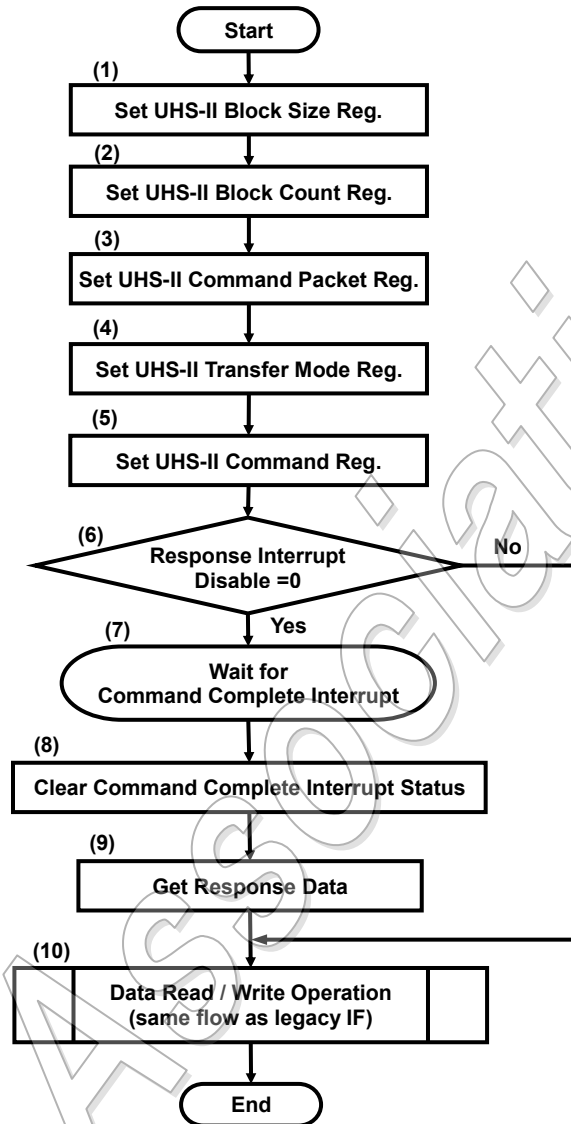 Start
(1)
Set UHS-II Block Size Reg.
(2)
Set UHS-II Block Count Reg.
(3)
Set UHS-II Command Packet Reg.
(4)
Set UHS-II Transfer Mode Reg.
(5)
Set UHS-II Command Reg.
(6)
Response Interrupt
Disable =0
No
Yes
(7)
Wait for
Command Complete Interrupt
(8)
Clear Command Complete Interrupt Status
(9)
Get Response Data
(10)
Data Read / Write Operation
(same flow as legacy IF)
End
Associati